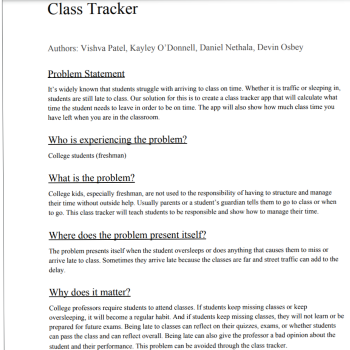 Class Tracker
Authors: Vishva Patel, Kayley O'Donnell, Daniel Nethala, Devin Osbey
Problem Statement
It's widely known that students struggle with arriving to class on time. Whether it is traffic or sleeping in,
students are still late to class. Our solution for this is to create a class tracker app that will calculate what
time the student needs to leave in order to be on time. The app will also show how much class time you
have left when you are in the classroom.
Who is experiencing the problem?
College students (freshman)
What is the problem?
College kids, especially freshman, are not used to the responsibility of having to structure and manage
their time without outside help. Usually parents or a student's guardian tells them to go to class or when
to go. This class tracker will teach students to be responsible and show how to manage their time.
Where does the problem present itself?
The problem presents itself when the student oversleeps or does anything that causes them to miss or
arrive late to class. Sometimes they arrive late because the classes are far and street traffic can add to the
delay.
Why does it matter?
College professors require students to attend classes. If students keep missing classes or keep
oversleeping, it will become a regular habit. And if students keep missing classes, they will not learn or be
prepared for future exams. Being late to classes can reflect on their quizzes, exams, or whether students
can pass the class and can reflect overall. Being late can also give the professor a bad opinion about the
student and their performance. This problem can be avoided through the class tracker.